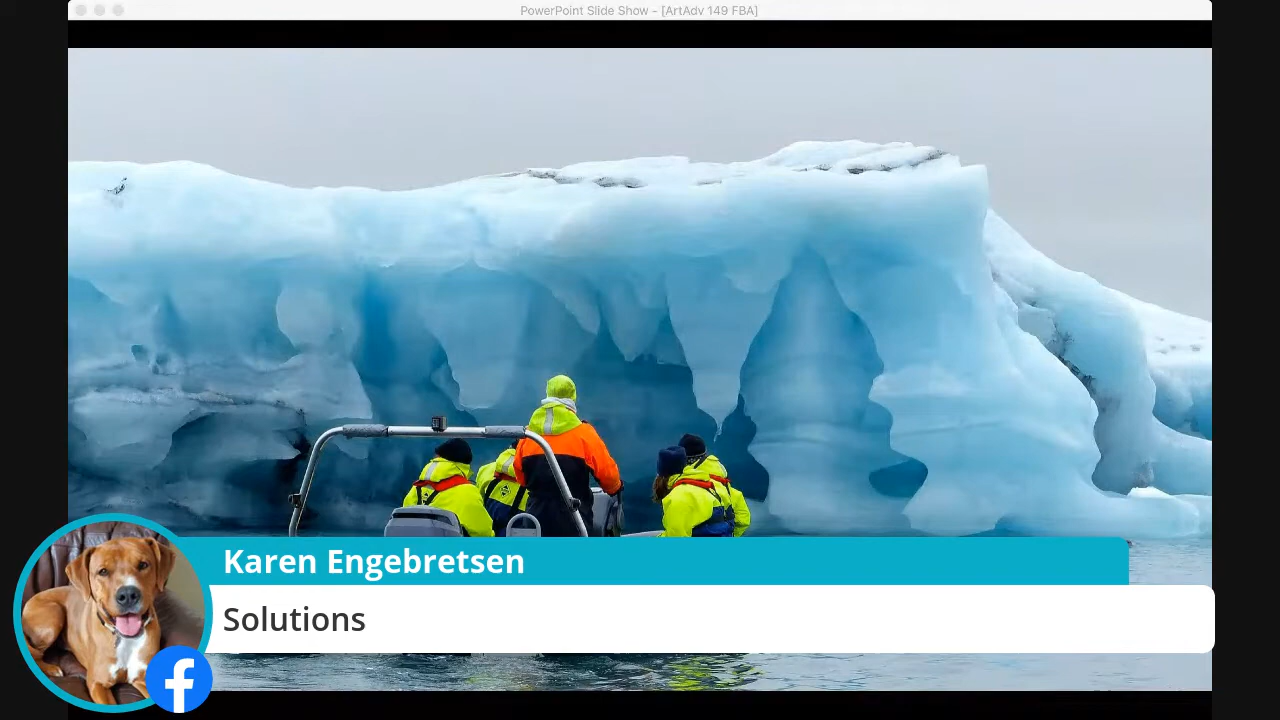 PowerPoint Slide Show - [ArtAdv 149 FBA]
Karen Engebretsen
Solutions